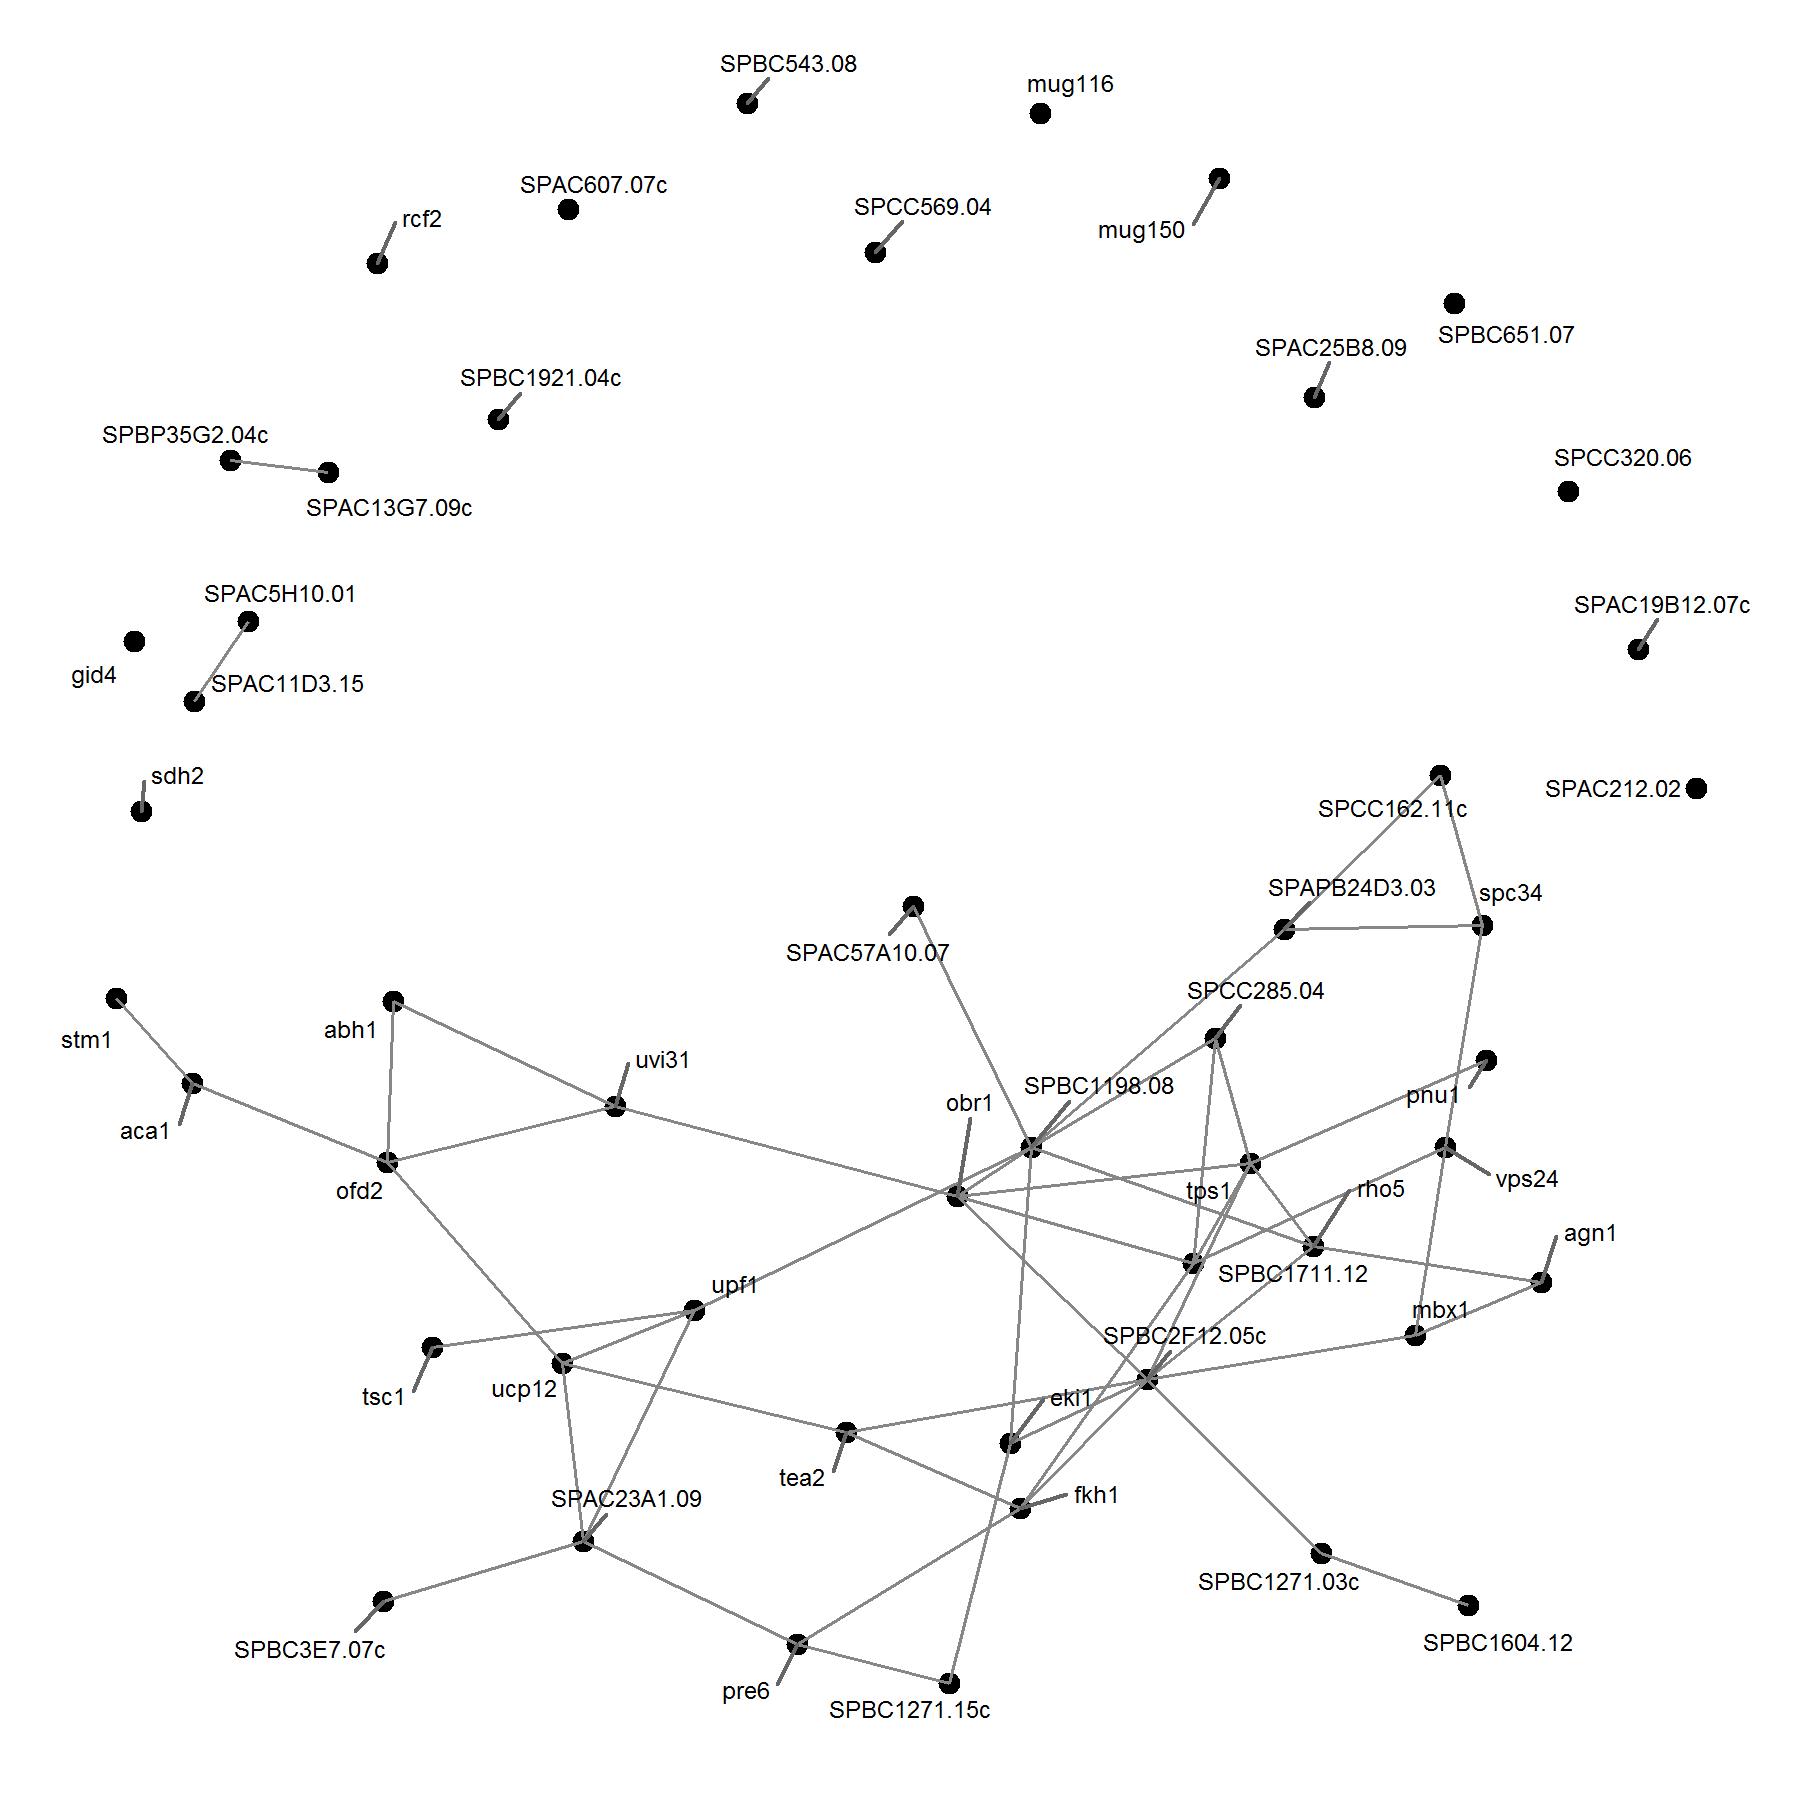 SPBC543.08
mug116
SPAC607.07c
rcf2
SPCC569.04
mug150
SPBC651.07
SPAC25B8.09
SPBC1921.04c
SPBP35G2.04c
SPCC320.06
SPAC13G7.09c
SPAC5H10.01
SPAC19B12.07c
gid4
SPAC11D3.15
sdh2
SPAC212.02
SPCC162.11c
SPAPB24D3.03
spc34
SPAC57A10.07
SPCC285.04
stm1
abh1
uvi31
SPBC1198.08
pnu1
obr1
aca1
vps24
ofd2
tps1
rho5
agn1
SPBC1711.12
upf1
mbx1
SPBC2F12.05c
tsc1
ucp12
eki1
tea2
fkh1
SPAC23A1.09
SPBC1271.03c
SPBC3E7.07c
SPBC1604.12
pre6
SPBC1271.15c